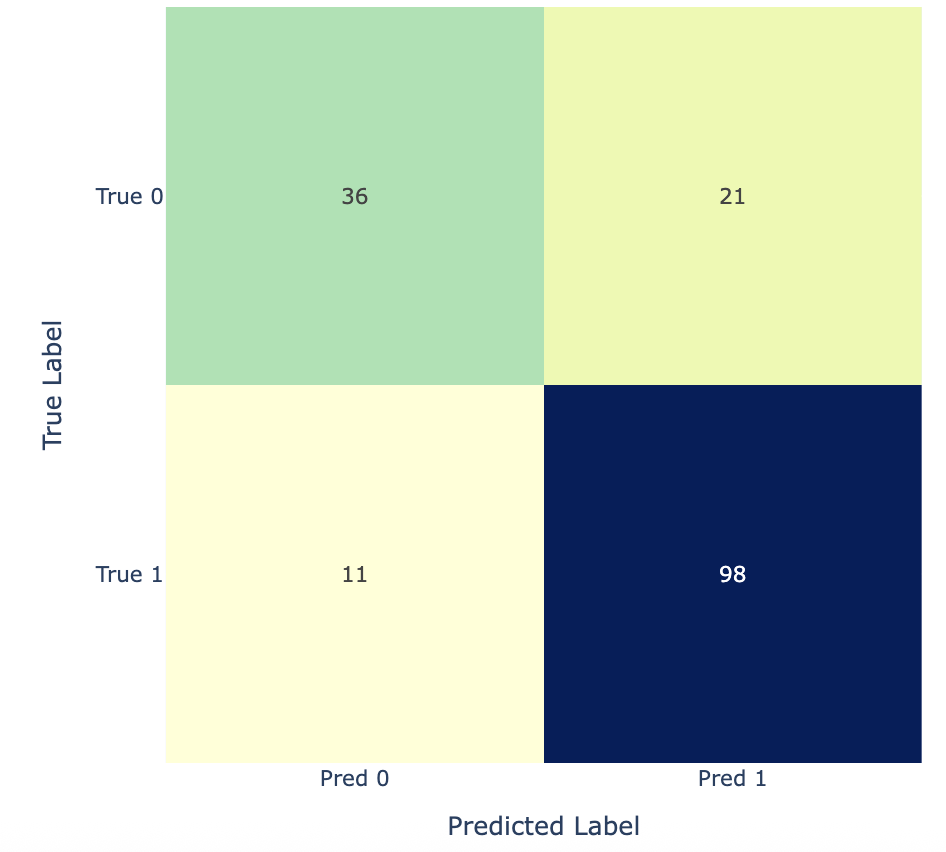 True 0
36
21
True Label
True 1
11
98
Pred 0
Pred 1
Predicted Label